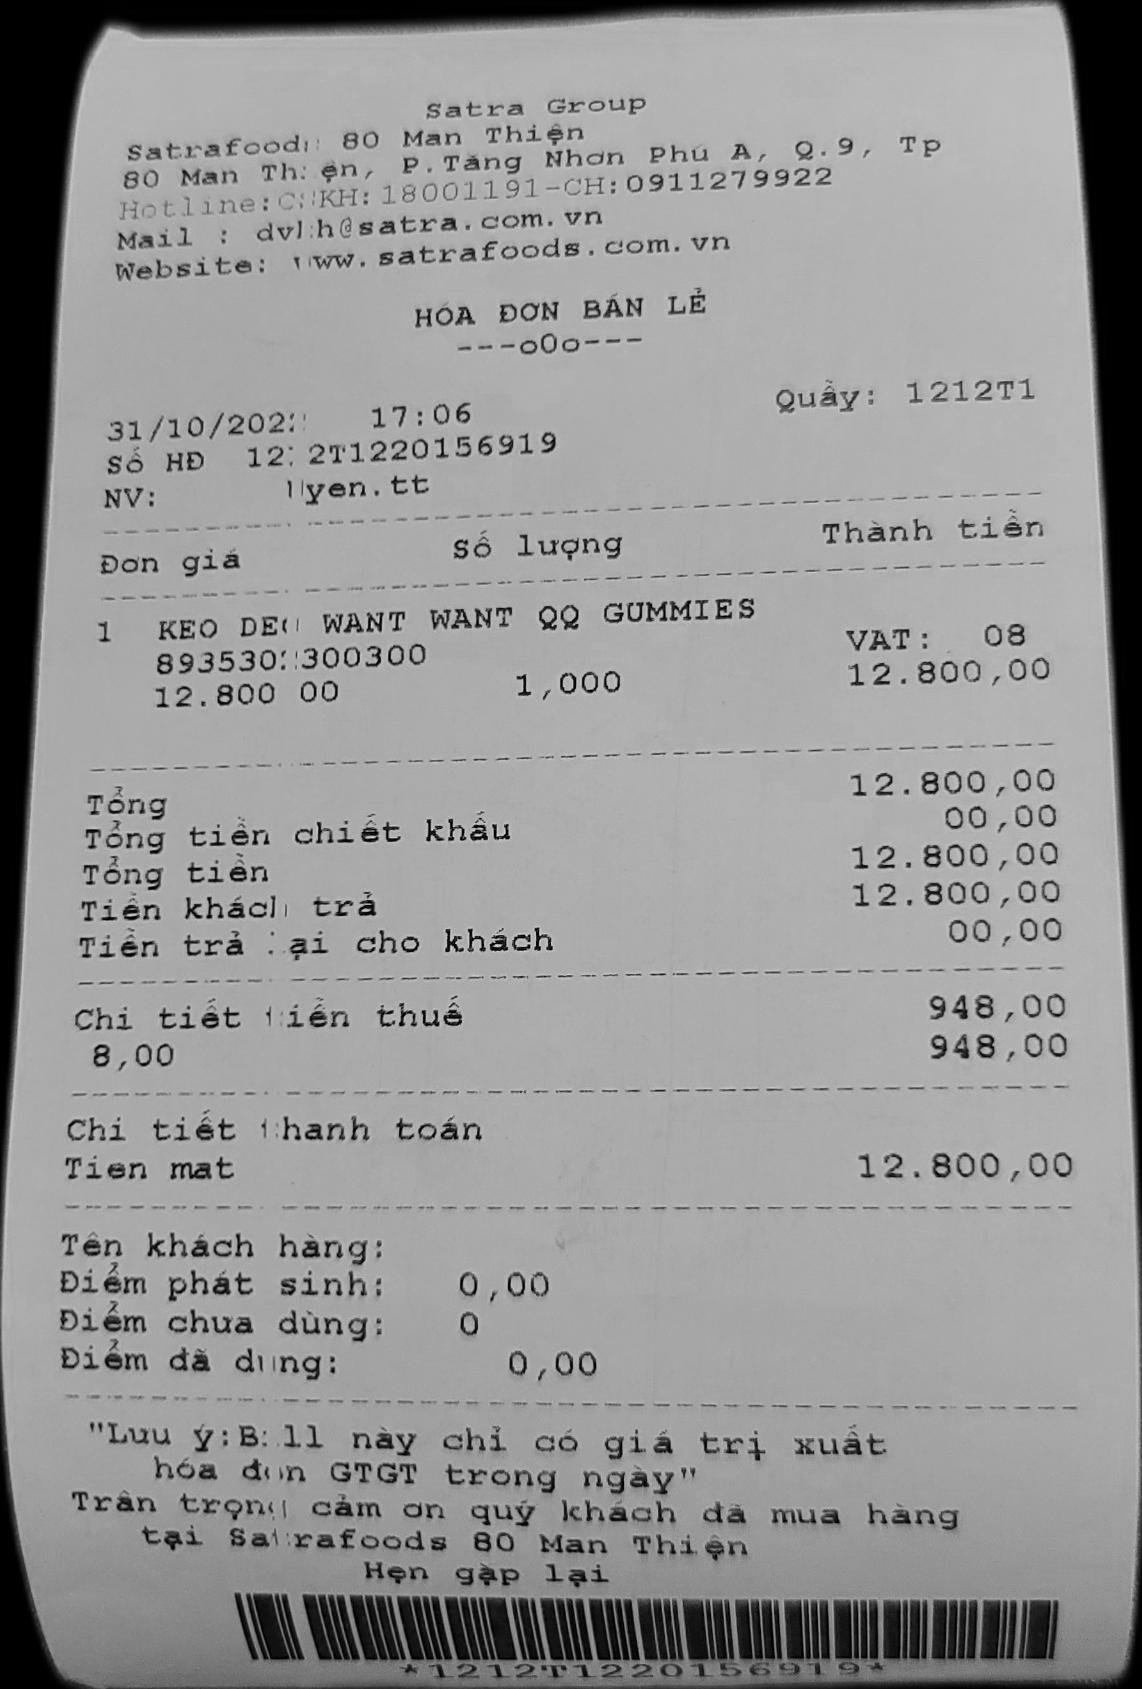 Satra Group
Satrafoods 80 Man Thiện
80 Man Thiện, P.Tăng Nhơn Phú A, Q.9, Tp
Hotline:CSKH:18001191-CH:0911279922
Mail : dvkh@satra.com.vn
Website: www.satrafoods.com.vn
HÓA ĐƠN BÁN LẺ
---oOo---
31/10/2022 17:06 Quầy: 1212T1
Số HĐ 1212T1220156919
NV: yen.tt
Đơn giá Số lượng Thành tiền
1 KEO DEO WANT WANT QQ GUMMIES
VAT: 08
12.800 00 1,000 12.800,00
Tổng 12.800,00
Tổng tiền chiết khấu 00,00
Tổng tiền 12.800,00
Tiền khách trả 12.800,00
Tiền trả lại cho khách 00,00
Chi tiết tiền thuế 948,00
8,00 948,00
Chi tiết thanh toán
Tien mat 12.800,00
Tên khách hàng:
Điểm phát sinh: 0,00
Điểm chưa dùng: 0
Điểm đã dung: 0,00
"Lưu ý:Bill này chỉ có giá trị xuất
hóa đơn GTGT trong ngày"
Trân trọng cảm ơn quý khách đã mua hàng
tại Satrafoods 80 Man Thiện
Hẹn gặp lại
*1212T1220156919*